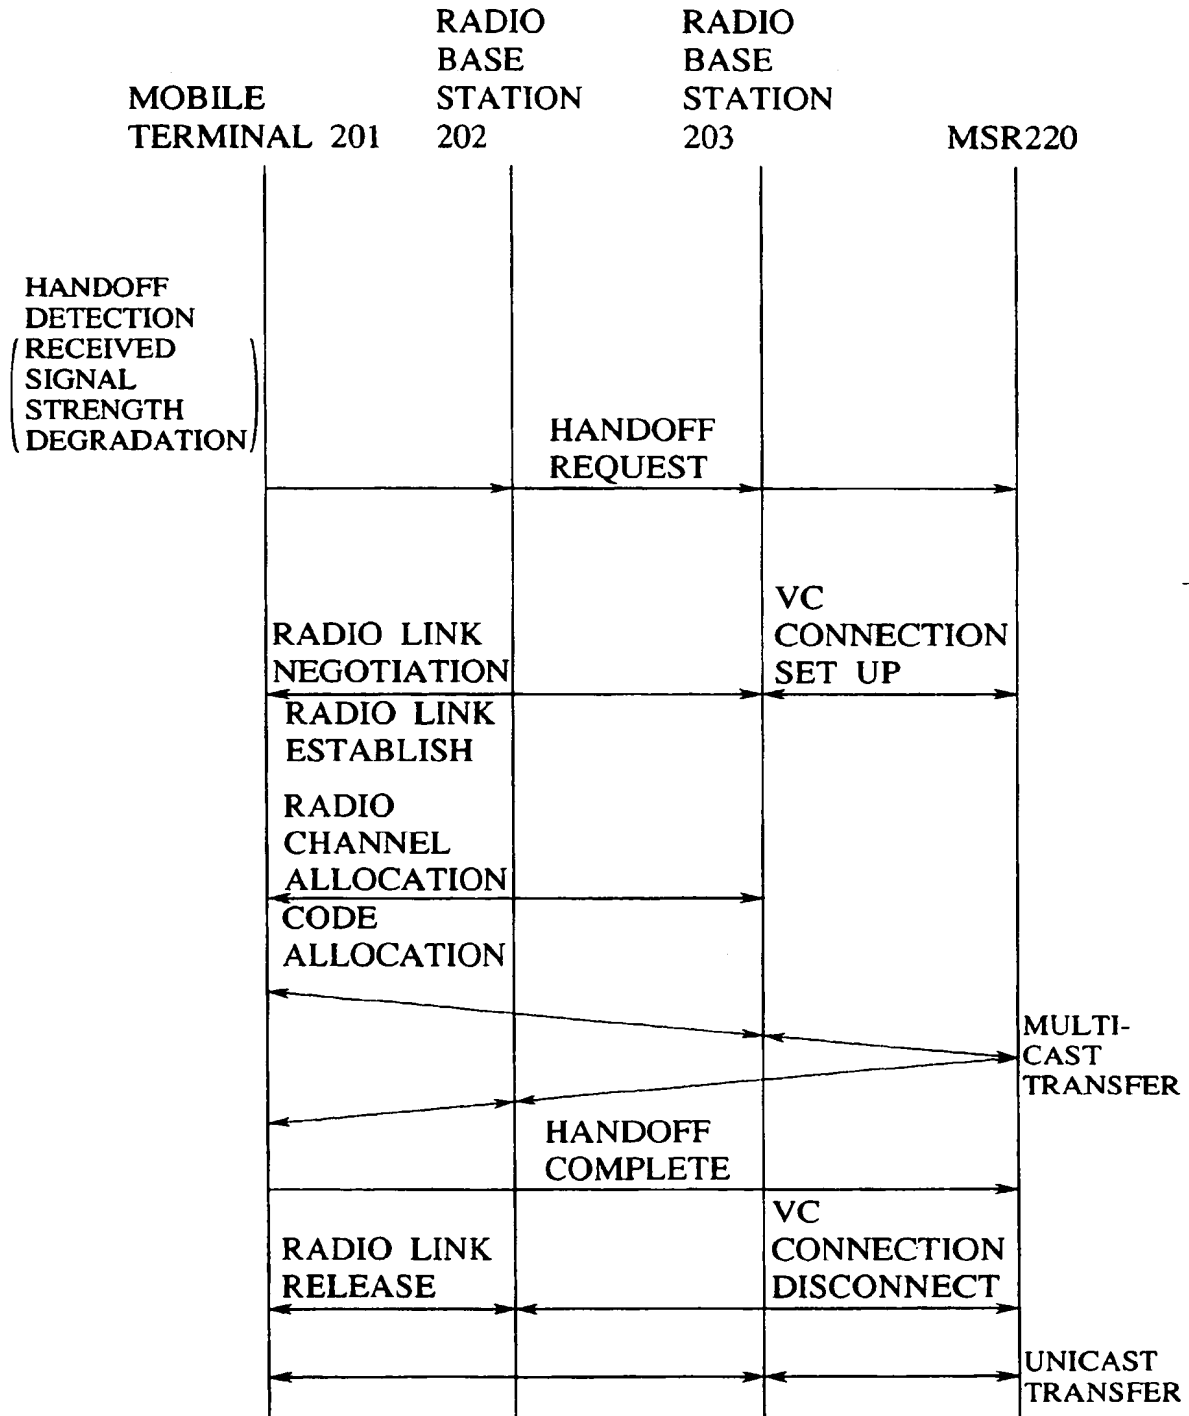 RADIO
BASE
STATION
202
RADIO
BASE
STATION
203
MOBILE
TERMINAL 201
MSR220
HANDOFF
DETECTION
RECEIVED
SIGNAL
STRENGTH
DEGRADATION
HANDOFF
REQUEST
VC
CONNECTION
SET UP
RADIO LINK
NEGOTIATION
RADIO LINK
ESTABLISH
RADIO
CHANNEL
ALLOCATION
CODE
ALLOCATION
MULTI-
CAST
TRANSFER
HANDOFF
COMPLETE
VC
CONNECTION
DISCONNECT
RADIO LINK
RELEASE
UNICAST
TRANSFER